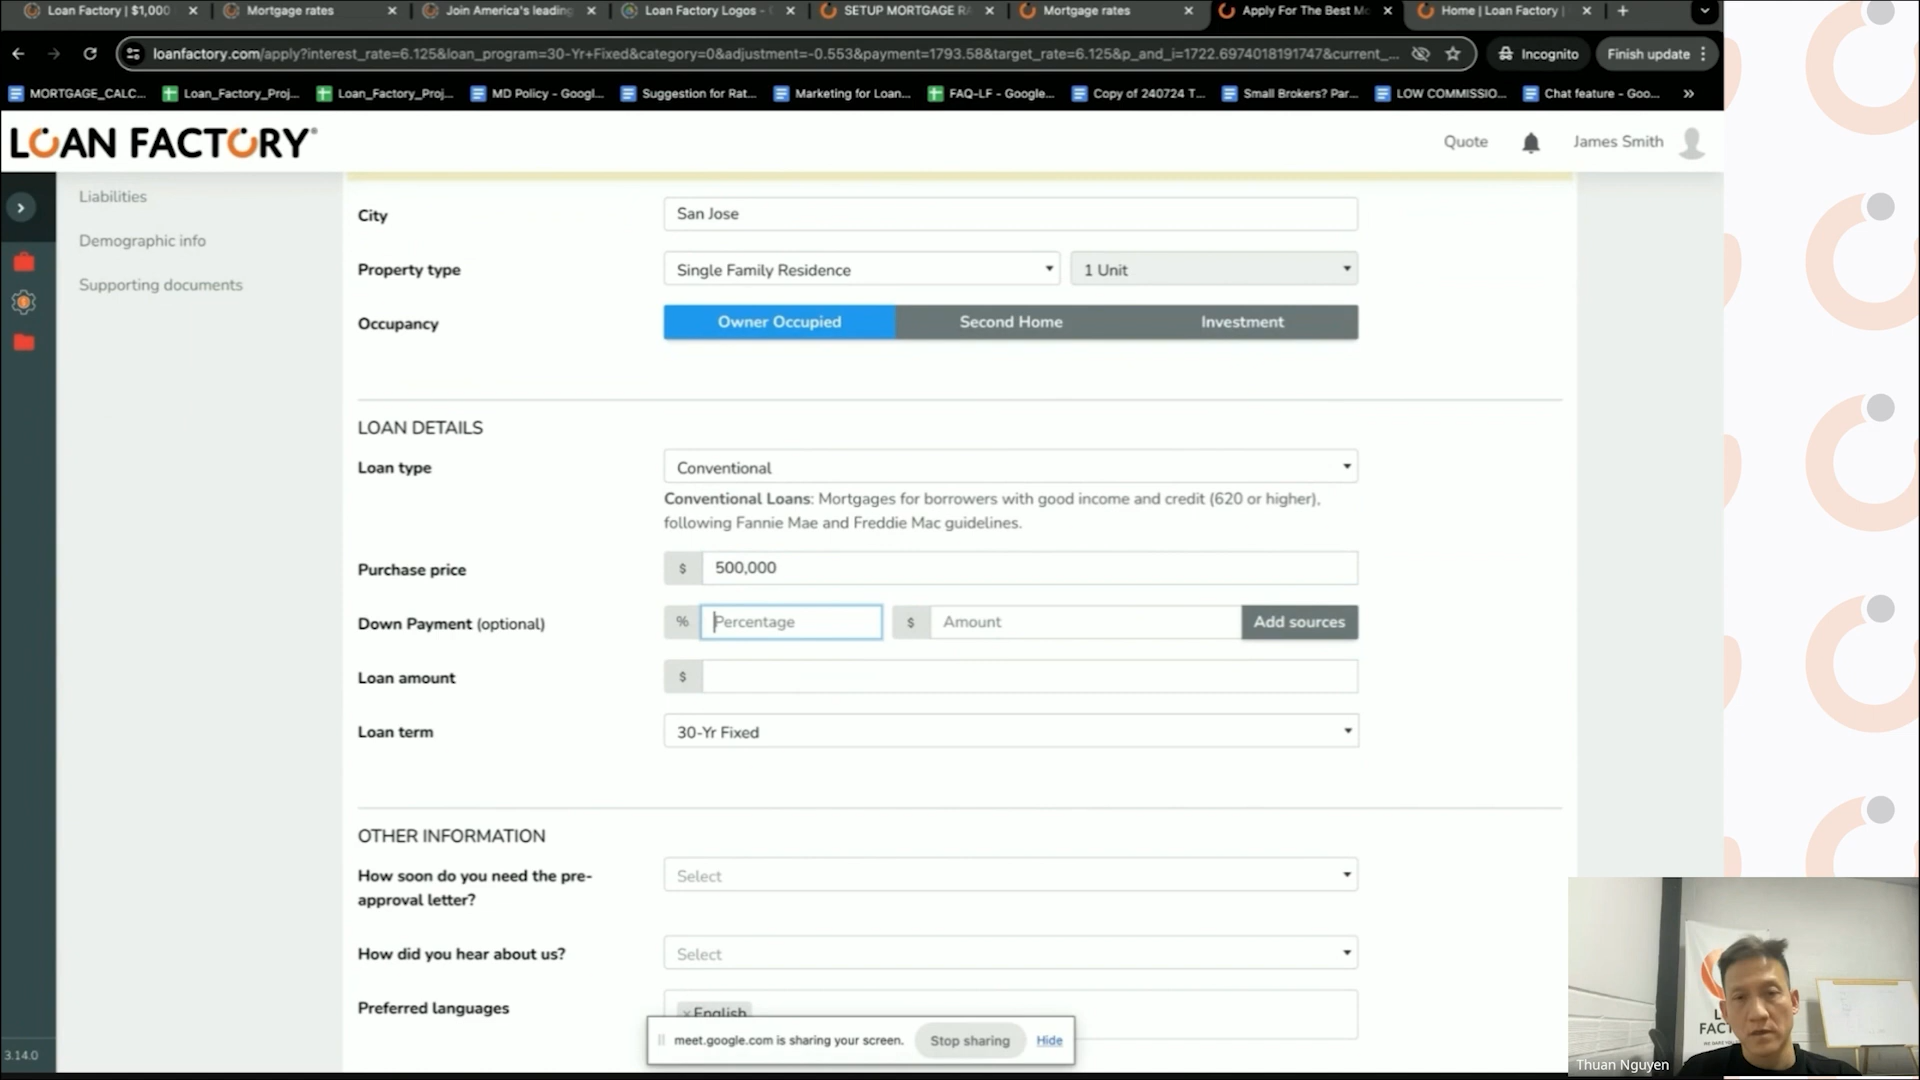 Loan Factory | $1,000
Mortgage rates
Join America's leading
Loan Factory Logos -
SETUP MORTGAGE RA
Mortgage rates
Apply For The Best Mo
Home | Loan Factory |
loanfactory.com/apply?interest_rate=6.125&loan_program=30-Yr+Fixed&category=0&adjustment=-0.553&payment=1793.58&target_rate=6.125&p_and_i=1722.6974018191747&current_...
Incognito
Finish update
MORTGAGE_CALC...
Loan_Factory_Proj...
Loan_Factory_Proj...
MD Policy - Googl...
Suggestion for Rat...
Marketing for Loan...
FAQ-LF - Google...
Copy of 240724 T...
Small Brokers? Par...
LOW COMMISSIO...
Chat feature - Goo...
LOAN FACTORY
Quote
James Smith
Liabilities
Demographic info
Supporting documents
City
San Jose
Property type
Single Family Residence
1 Unit
Occupancy
Owner Occupied
Second Home
Investment
LOAN DETAILS
Loan type
Conventional
Conventional Loans: Mortgages for borrowers with good income and credit (620 or higher),
following Fannie Mae and Freddie Mac guidelines.
Purchase price
$ 500,000
Down Payment (optional)
% Percentage
$ Amount
Add sources
Loan amount
$
Loan term
30-Yr Fixed
OTHER INFORMATION
How soon do you need the pre-
approval letter?
Select
How did you hear about us?
Select
Preferred languages
× English
meet.google.com is sharing your screen.
Stop sharing
Hide
3.14.0
Thuan Nguyen